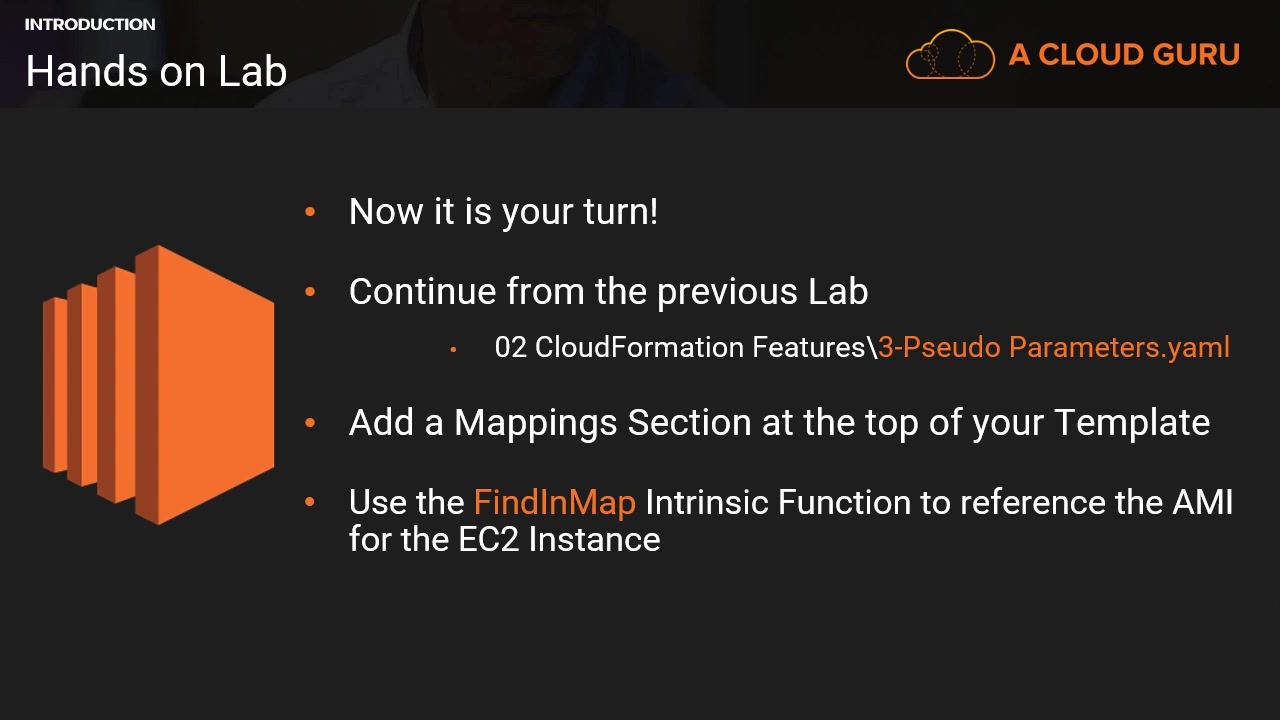 INTRODUCTION
Hands on Lab
A CLOUD GURU
• Now it is your turn!
• Continue from the previous Lab
• 02 CloudFormation Features\3-Pseudo Parameters.yaml
• Add a Mappings Section at the top of your Template
• Use the FindInMap Intrinsic Function to reference the AMI
for the EC2 Instance